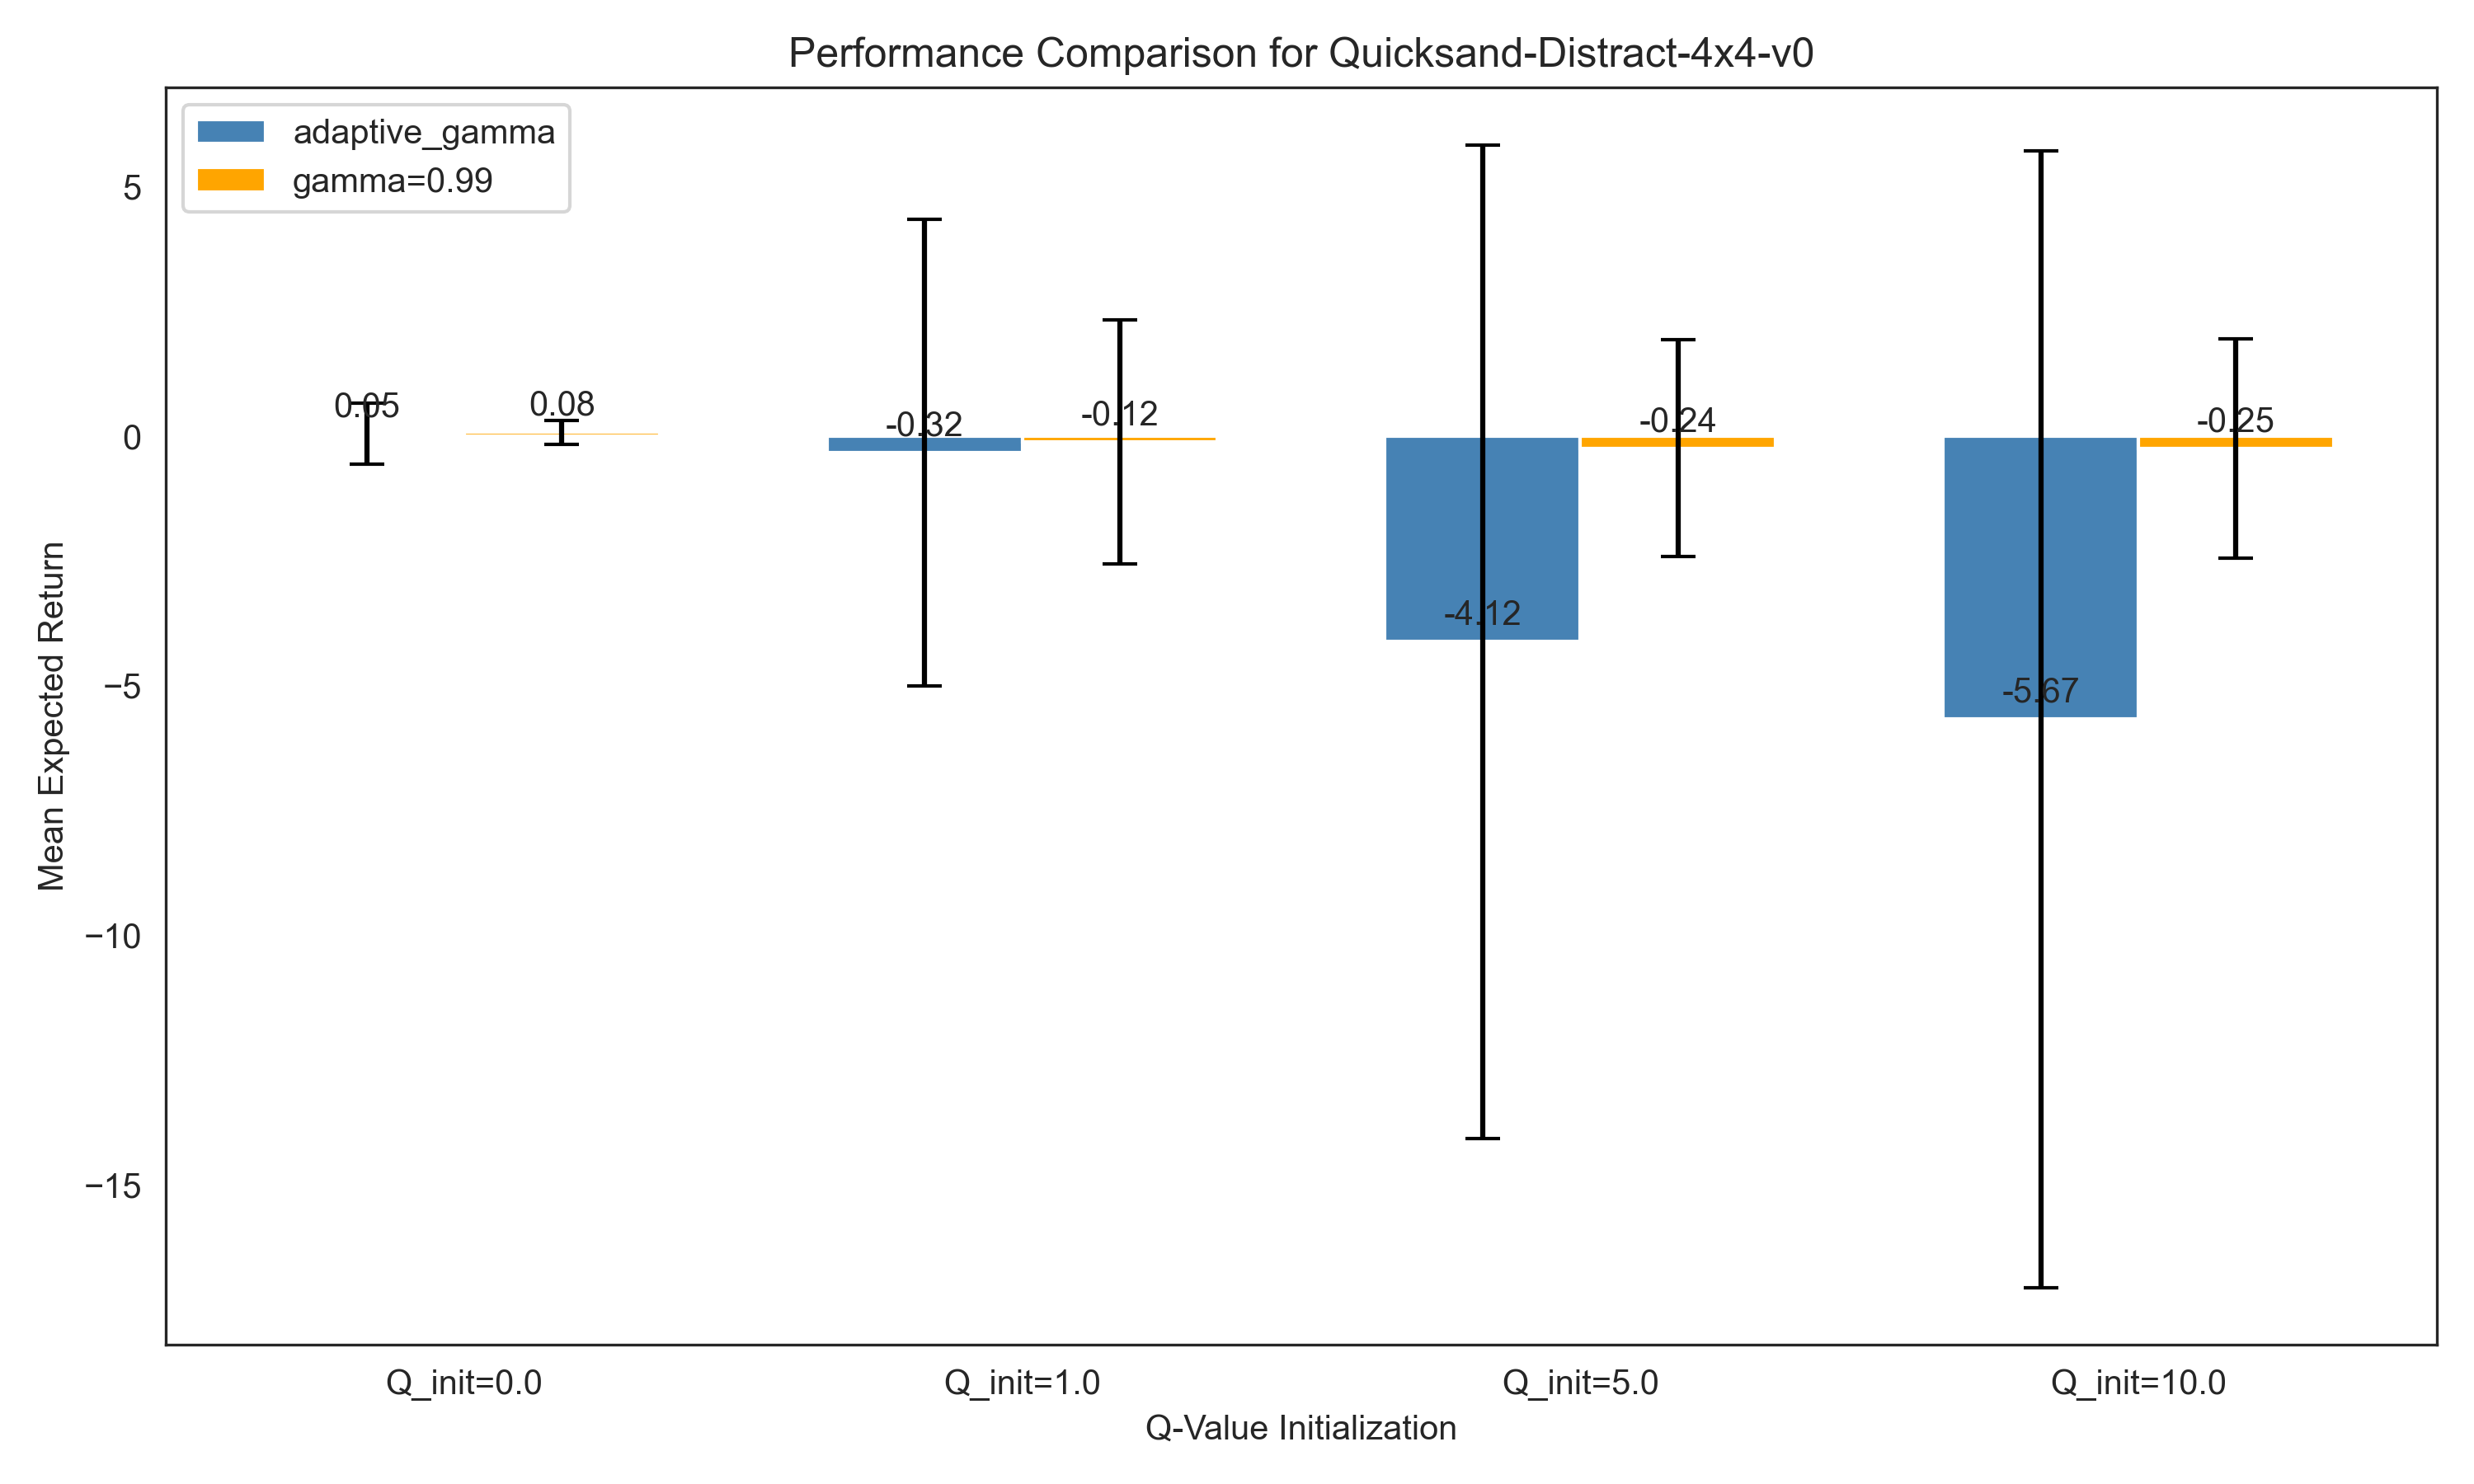 Performance Comparison for Quicksand-Distract-4x4-v0
adaptive_gamma
gamma=0.99
Mean Expected Return
5
0
−5
−10
−15
0.05
0.08
-0.32
-0.12
-4.12
-0.24
-5.67
-0.25
Q_init=0.0
Q_init=1.0
Q_init=5.0
Q_init=10.0
Q-Value Initialization